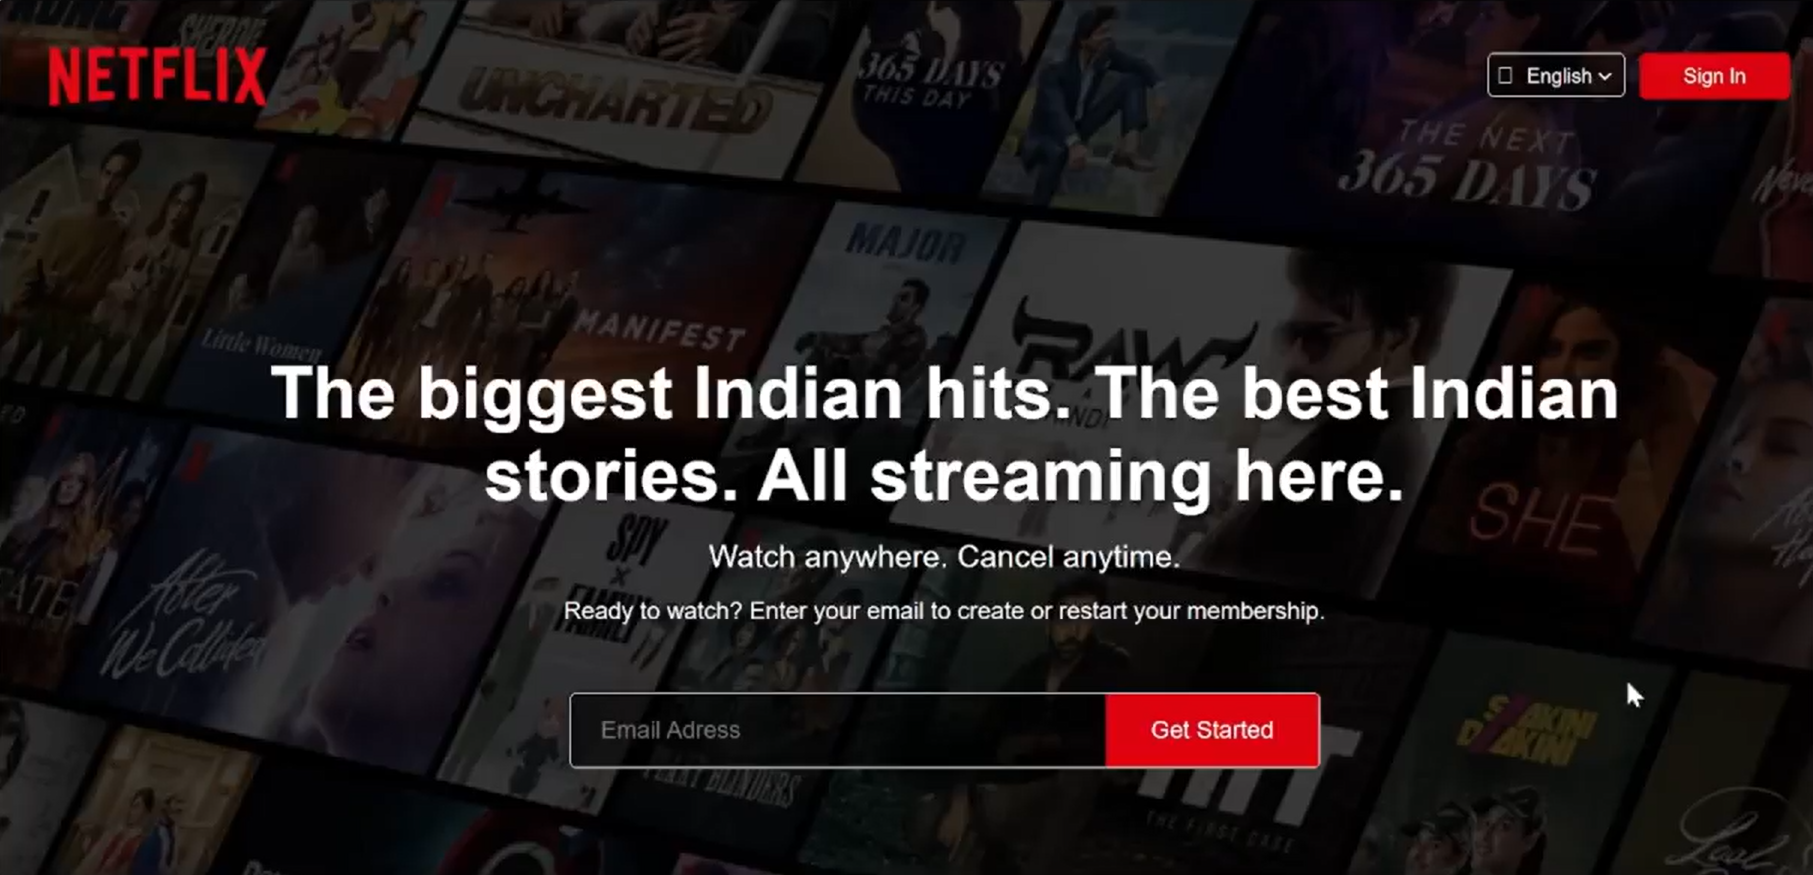 NETFLIX
English
Sign In
UNCHARTED
365 DAYS
THIS DAY
THE NEXT
365 DAYS
MAJOR
Little Women
MANIFEST
RAW
The biggest Indian hits. The best Indian
stories. All streaming here.
SHE
SPY
x
FAMILY
Watch anywhere. Cancel anytime.
Ready to watch? Enter your email to create or restart your membership.
After
We Collided
Email Adress
Get Started
PEAKY BLINDERS
HIT
THE FIRST CASE